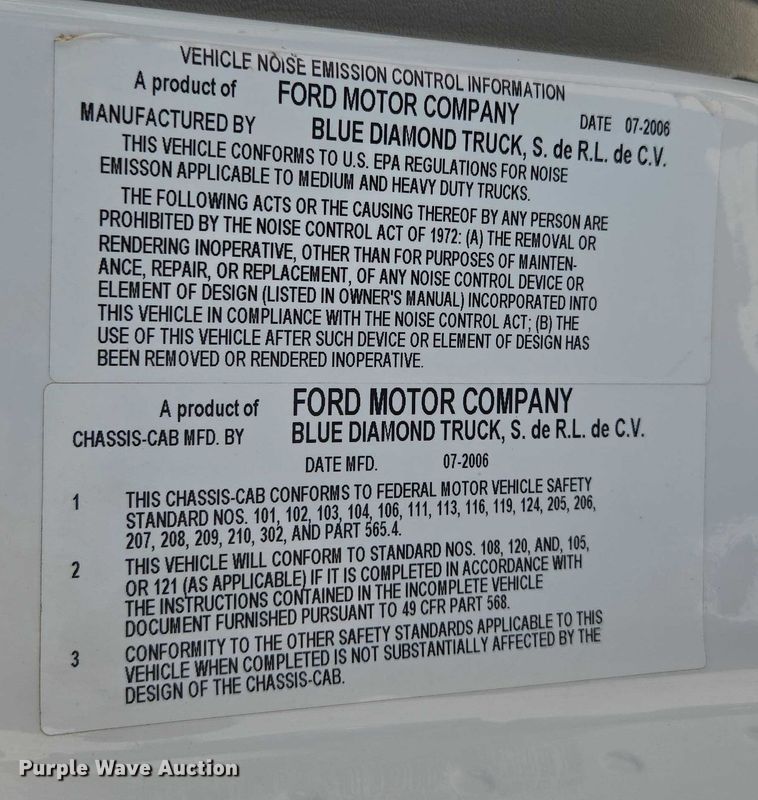 VEHICLE NOISE EMISSION CONTROL INFORMATION
A product of FORD MOTOR COMPANY DATE 07-2006
MANUFACTURED BY BLUE DIAMOND TRUCK, S. de R.L. de C.V.
THIS VEHICLE CONFORMS TO U.S. EPA REGULATIONS FOR NOISE
EMISSON APPLICABLE TO MEDIUM AND HEAVY DUTY TRUCKS.
THE FOLLOWING ACTS OR THE CAUSING THEREOF BY ANY PERSON ARE
PROHIBITED BY THE NOISE CONTROL ACT OF 1972: (A) THE REMOVAL OR
RENDERING INOPERATIVE, OTHER THAN FOR PURPOSES OF MAINTEN-
ANCE, REPAIR, OR REPLACEMENT, OF ANY NOISE CONTROL DEVICE OR
ELEMENT OF DESIGN (LISTED IN OWNER'S MANUAL) INCORPORATED INTO
THIS VEHICLE IN COMPLIANCE WITH THE NOISE CONTROL ACT; (B) THE
USE OF THIS VEHICLE AFTER SUCH DEVICE OR ELEMENT OF DESIGN HAS
BEEN REMOVED OR RENDERED INOPERATIVE.
A product of FORD MOTOR COMPANY
CHASSIS-CAB MFD. BY BLUE DIAMOND TRUCK, S. de R.L. de C.V.
DATE MFD. 07-2006
1 THIS CHASSIS-CAB CONFORMS TO FEDERAL MOTOR VEHICLE SAFETY
STANDARD NOS. 101, 102, 103, 104, 106, 111, 113, 116, 119, 124, 205, 206,
207, 208, 209, 210, 302, AND PART 565.4.
2 THIS VEHICLE WILL CONFORM TO STANDARD NOS. 108, 120, AND, 105,
OR 121 (AS APPLICABLE) IF IT IS COMPLETED IN ACCORDANCE WITH
THE INSTRUCTIONS CONTAINED IN THE INCOMPLETE VEHICLE
DOCUMENT FURNISHED PURSUANT TO 49 CFR PART 568.
3 CONFORMITY TO THE OTHER SAFETY STANDARDS APPLICABLE TO THIS
VEHICLE WHEN COMPLETED IS NOT SUBSTANTIALLY AFFECTED BY THE
DESIGN OF THE CHASSIS-CAB.
Purple Wave Auction